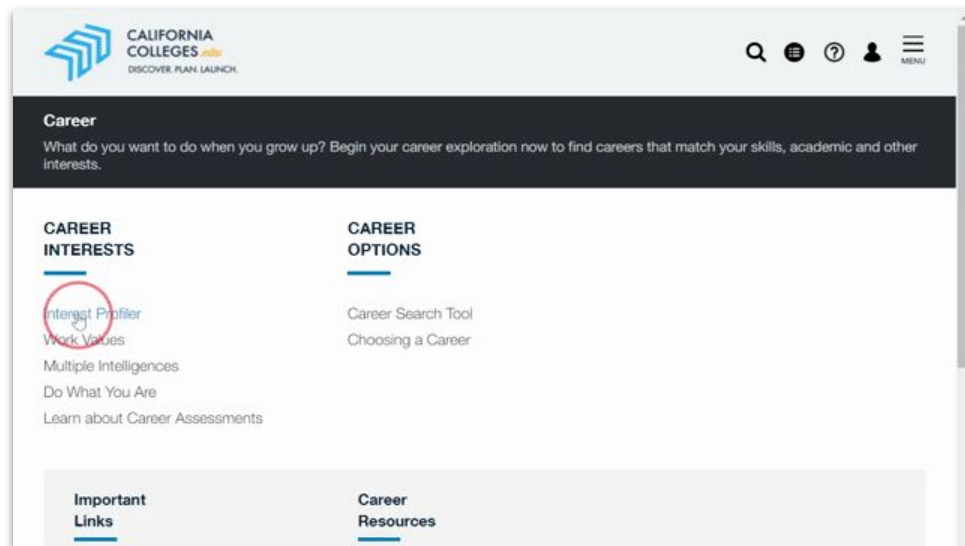 CALIFORNIA
COLLEGES.edu
DISCOVER. PLAN. LAUNCH.
MENU
Career
What do you want to do when you grow up? Begin your career exploration now to find careers that match your skills, academic and other
interests.
CAREER
INTERESTS
Interest Profiler
Work Values
Multiple Intelligences
Do What You Are
Learn about Career Assessments
CAREER
OPTIONS
Career Search Tool
Choosing a Career
Important
Links
Career
Resources